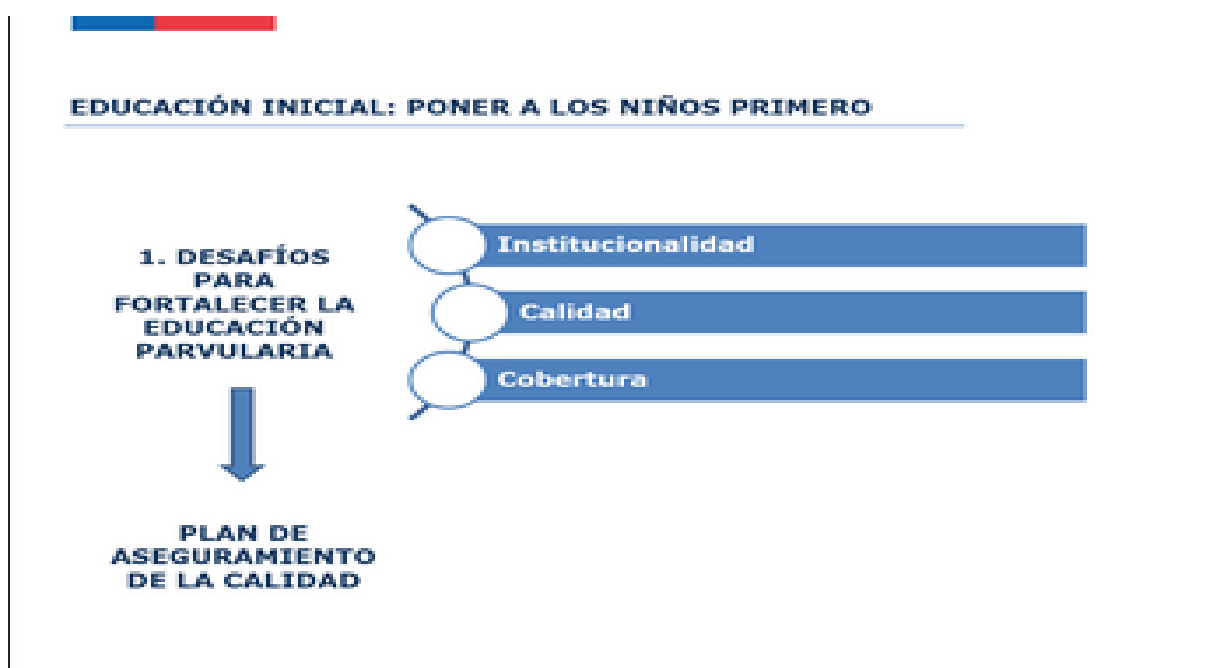 EDUCACIÓN INICIAL: PONER A LOS NIÑOS PRIMERO
1. DESAFÍOS
PARA
FORTALECER LA
EDUCACIÓN
PARVULARIA
Institucionalidad
Calidad
Cobertura
PLAN DE
ASEGURAMIENTO
DE LA CALIDAD